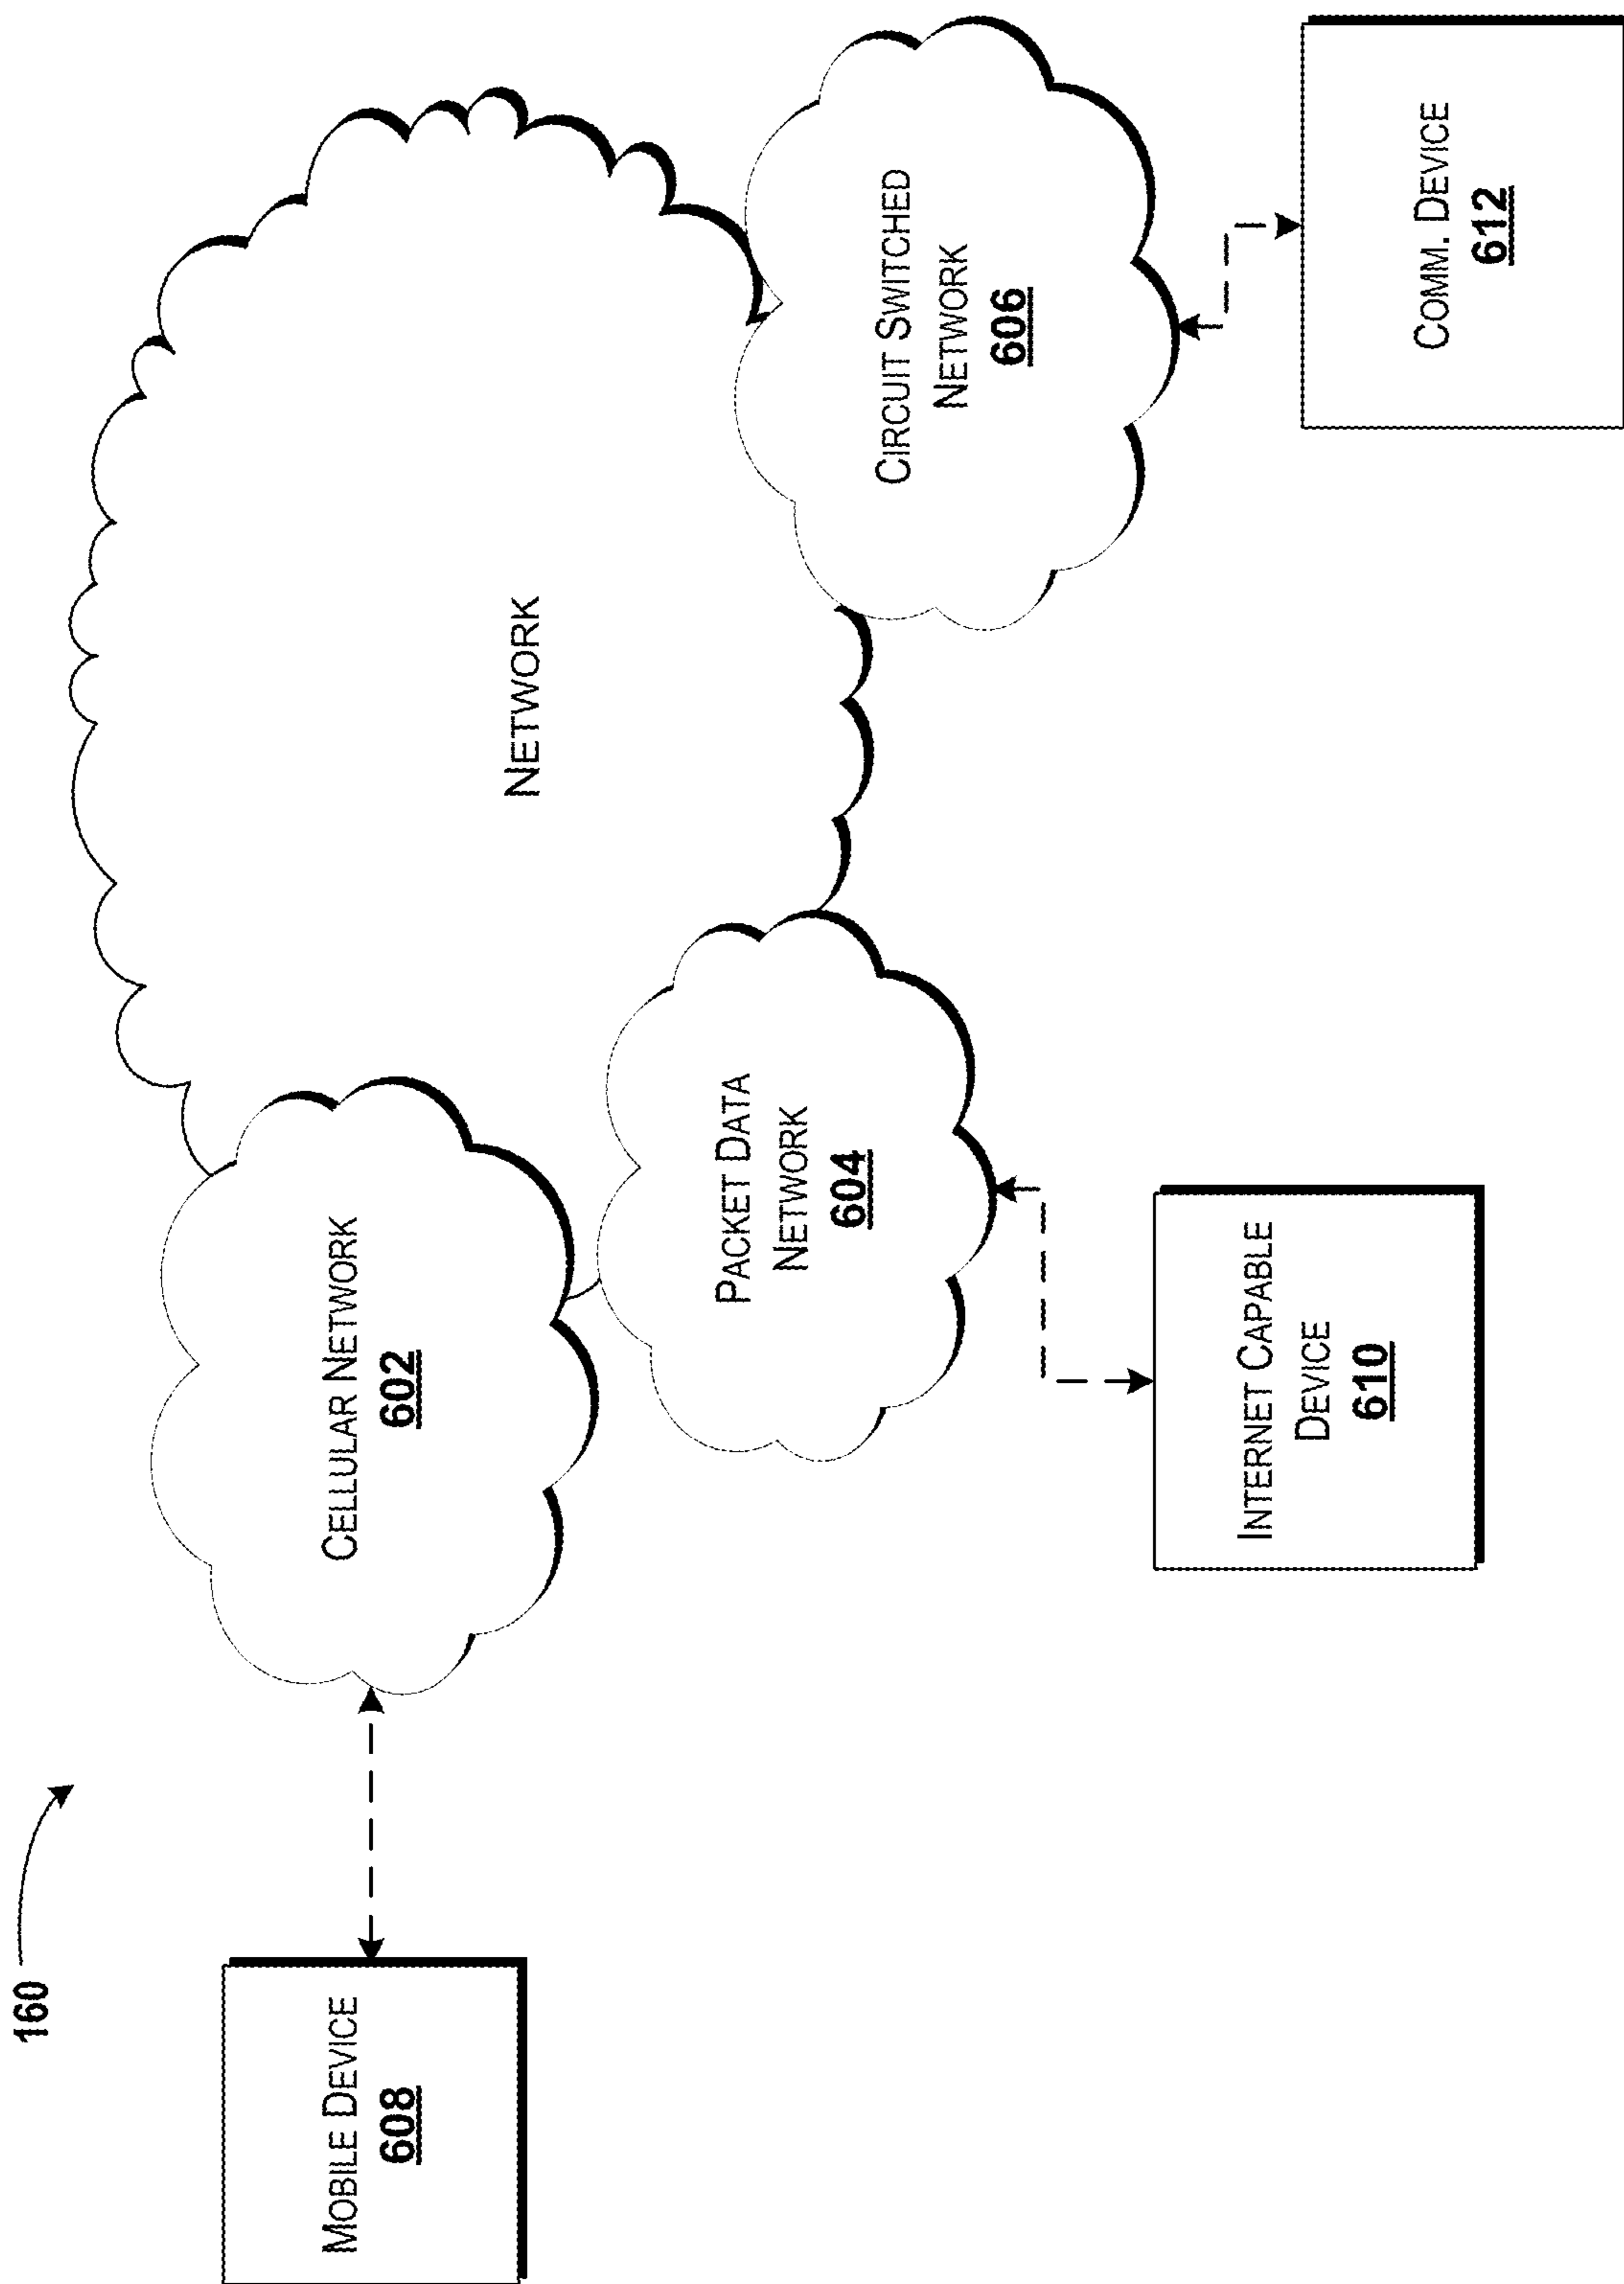 160
MOBILE DEVICE
608
CELLULAR NETWORK
602
NETWORK
PACKET DATA
NETWORK
604
CIRCUIT SWITCHED
NETWORK
606
INTERNET CAPABLE
DEVICE
610
COMM. DEVICE
612